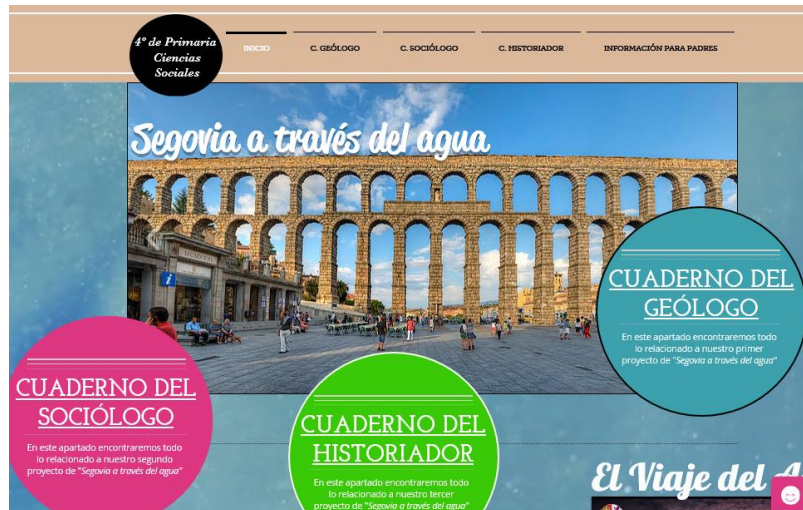 4º de Primaria
Ciencias
Sociales
INICIO
C. GEÓLOGO
C. SOCIÓLOGO
C. HISTORIADOR
INFORMACIÓN PARA PADRES
Segovia a través del agua
CUADERNO DEL
GEÓLOGO
En este apartado encontraremos todo
lo relacionado a nuestro primer
proyecto de "Segovia a través del agua"
CUADERNO DEL
SOCIÓLOGO
En este apartado encontraremos todo
lo relacionado a nuestro segundo
proyecto de "Segovia a través del agua"
CUADERNO DEL
HISTORIADOR
En este apartado encontraremos todo
lo relacionado a nuestro tercer
proyecto de "Segovia a través del agua"
El Viaje del